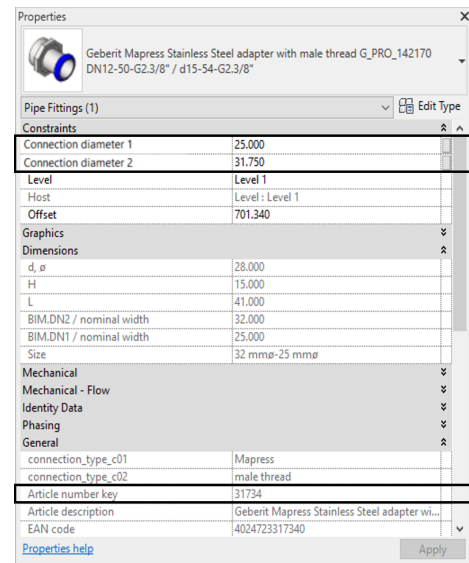 Properties
Geberit Mapress Stainless Steel adapter with male thread G_PRO_142170
DN12-50-G2.3/8" / d15-54-G2.3/8"
Pipe Fittings (1) Edit Type
Constraints
Connection diameter 1 25.000
Connection diameter 2 31.750
Level Level 1
Host Level : Level 1
Offset 701.340
Graphics
Dimensions
d, ø 28.000
H 15.000
L 41.000
BIM.DN2 / nominal width 32.000
BIM.DN1 / nominal width 25.000
Size 32 mmø-25 mmø
Mechanical
Mechanical - Flow
Identity Data
Phasing
General
connection_type_c01 Mapress
connection_type_c02 male thread
Article number key 31734
Article description Geberit Mapress Stainless Steel adapter wi...
EAN code 4024723317340
Properties help Apply